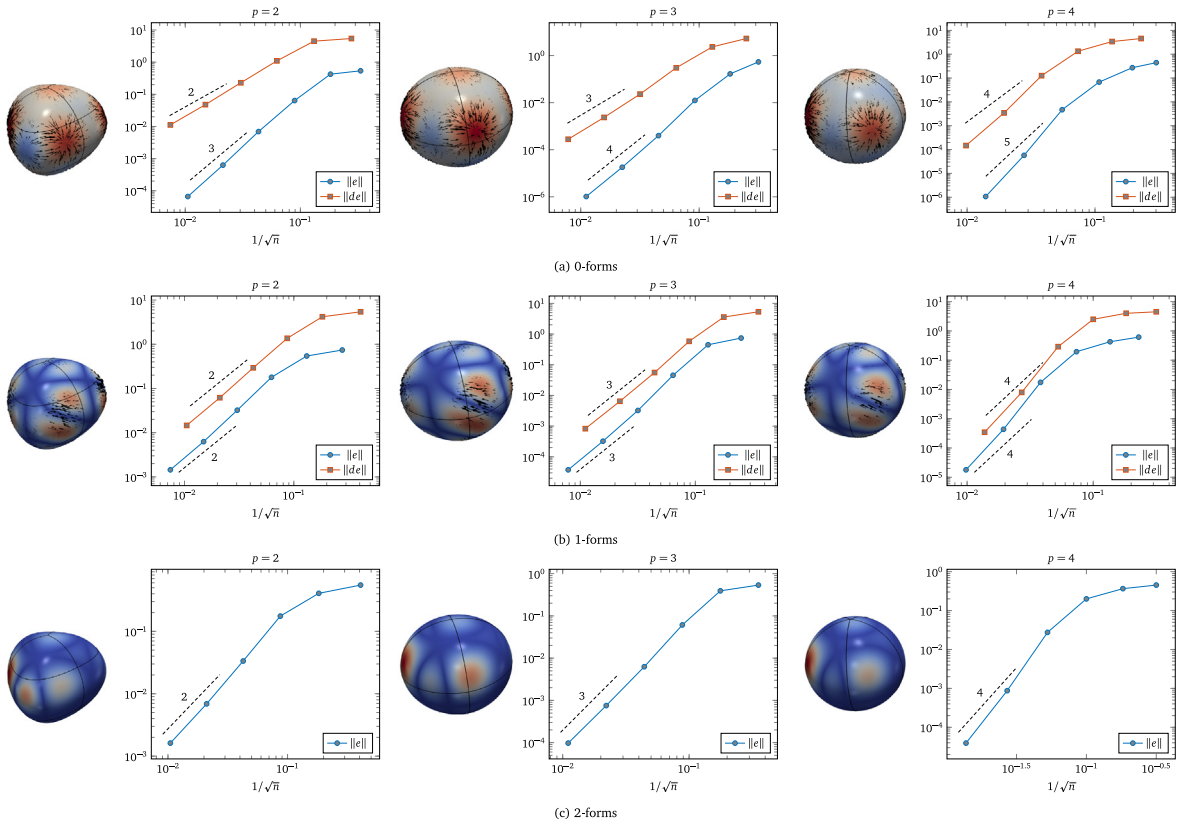 p = 2
p = 3
p = 4
10^1
10^0
10^−1
10^−2
10^−3
10^−4
2
3
10^−2
10^−1
1/√n
‖e‖
‖de‖
10^0
10^−2
10^−4
10^−6
3
4
10^−2
10^−1
1/√n
‖e‖
‖de‖
10^1
10^0
10^−1
10^−2
10^−3
10^−4
10^−5
10^−6
4
5
10^−2
10^−1
1/√n
‖e‖
‖de‖
(a) 0-forms
p = 2
p = 3
p = 4
10^1
10^0
10^−1
10^−2
10^−3
2
2
10^−2
10^−1
1/√n
‖e‖
‖de‖
10^1
10^0
10^−1
10^−2
10^−3
10^−4
3
3
10^−2
10^−1
1/√n
‖e‖
‖de‖
10^1
10^0
10^−1
10^−2
10^−3
10^−4
10^−5
4
4
10^−2
10^−1
1/√n
‖e‖
‖de‖
(b) 1-forms
p = 2
p = 3
p = 4
10^−1
10^−2
10^−3
2
10^−2
10^−1
1/√n
‖e‖
10^0
10^−1
10^−2
10^−3
10^−4
3
10^−2
10^−1
1/√n
‖e‖
10^0
10^−1
10^−2
10^−3
10^−4
4
10^−1.5
10^−1
10^−0.5
1/√n
‖e‖
(c) 2-forms